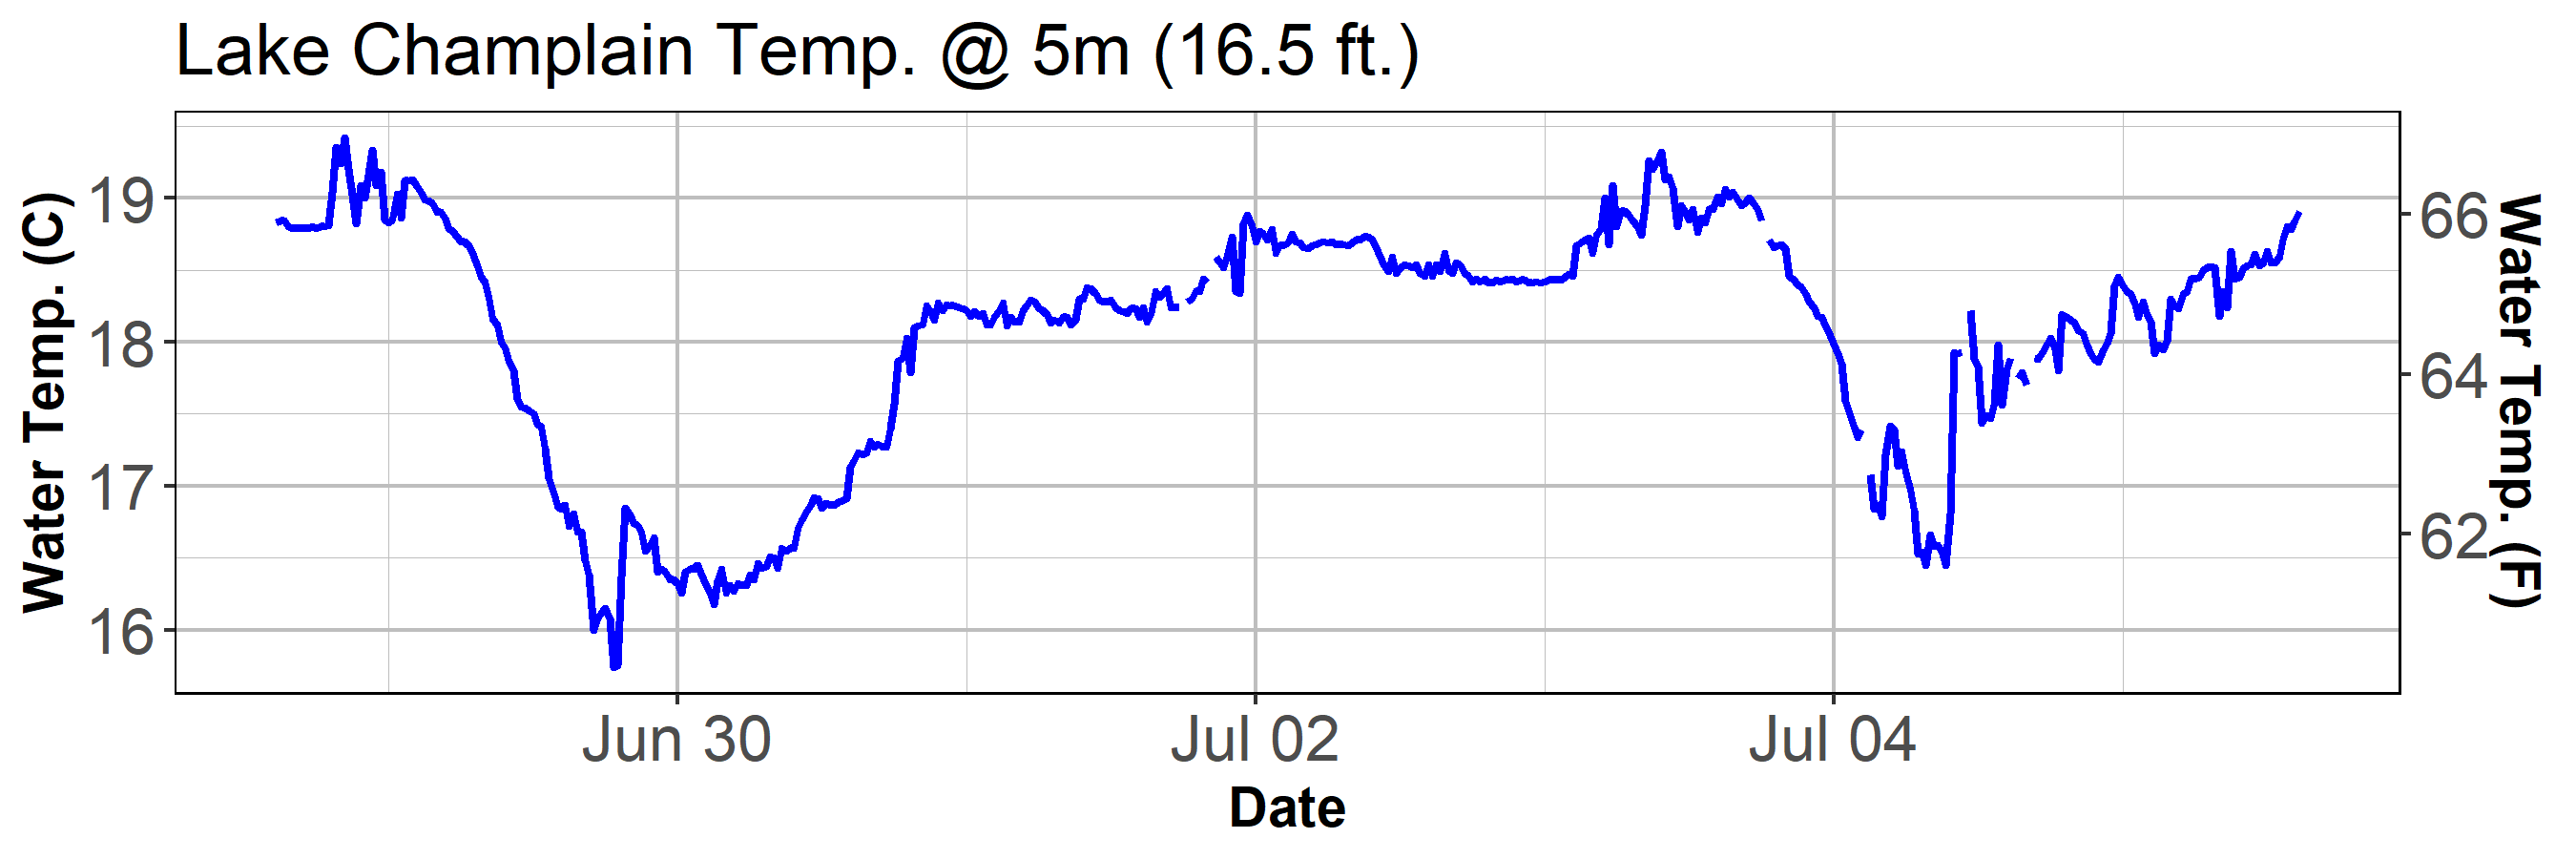 Lake Champlain Temp. @ 5m (16.5 ft.)
Water Temp. (C)
19
18
17
16
66
64
62
Water Temp. (F)
Jun 30
Jul 02
Jul 04
Date